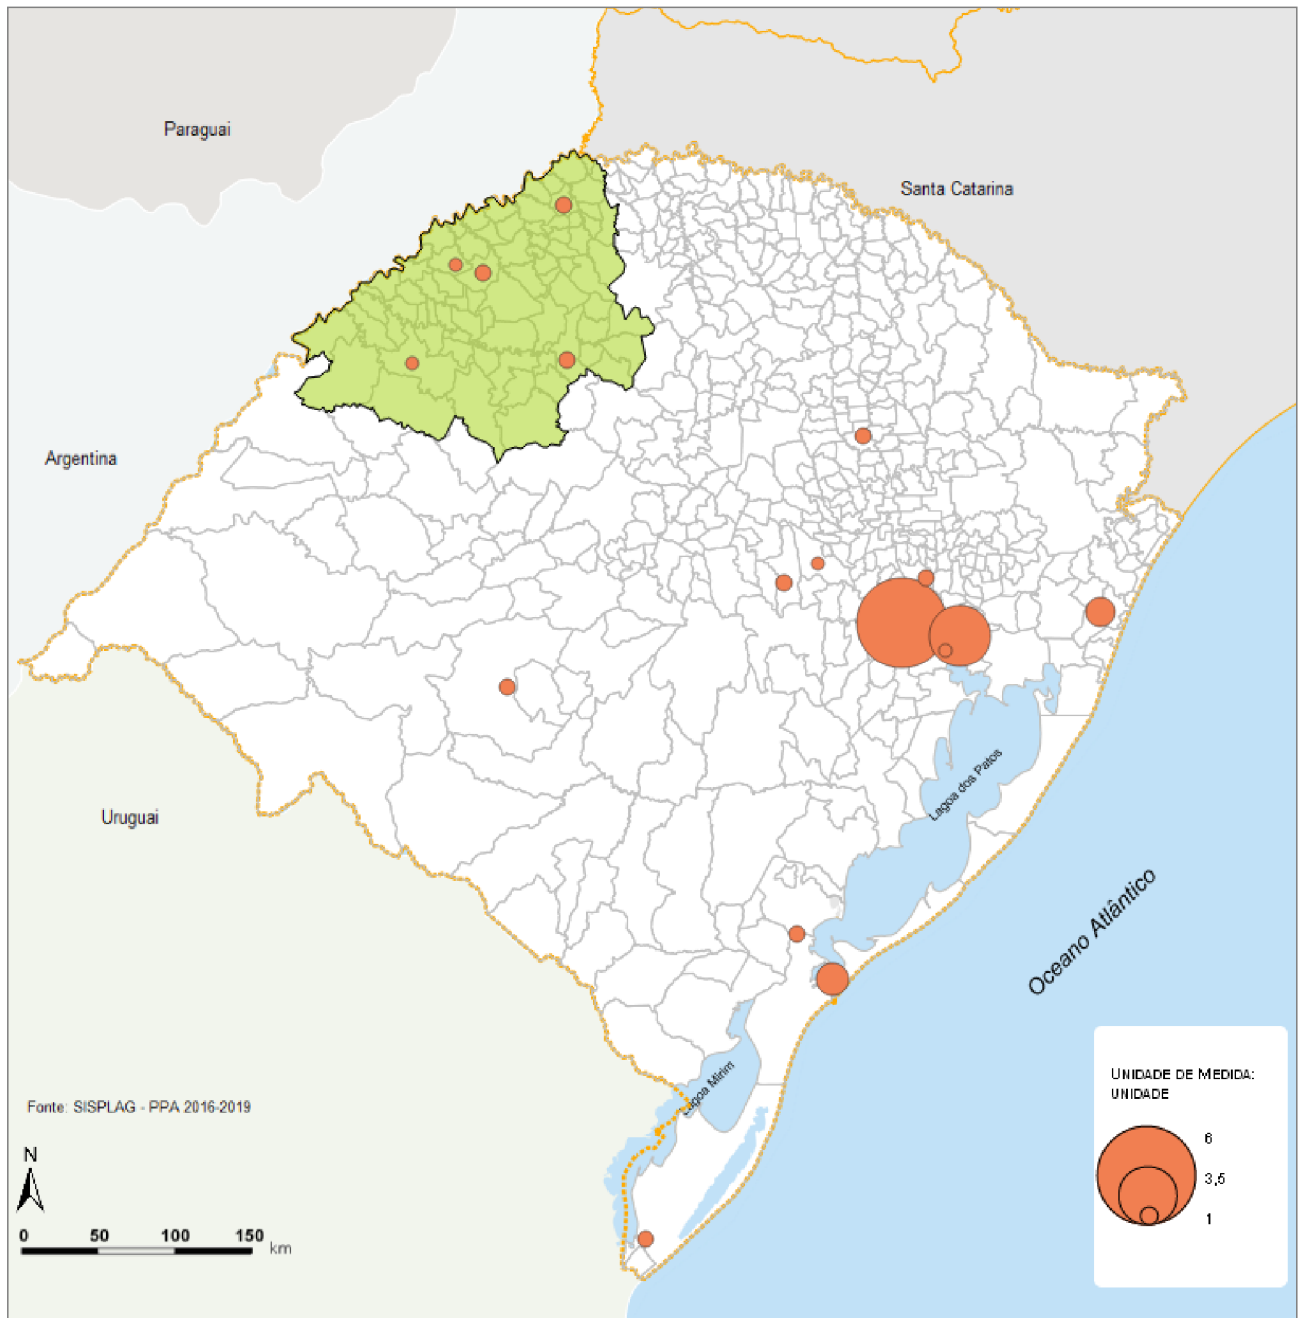 Paraguai
Santa Catarina
Argentina
Uruguai
Lagoa dos Patos
Oceano Atlântico
Lagoa Mirim
Fonte: SISPLAG - PPA 2016-2019
N
0 50 100 150
km
UNIDADE DE MEDIDA:
UNIDADE
6
3,5
1